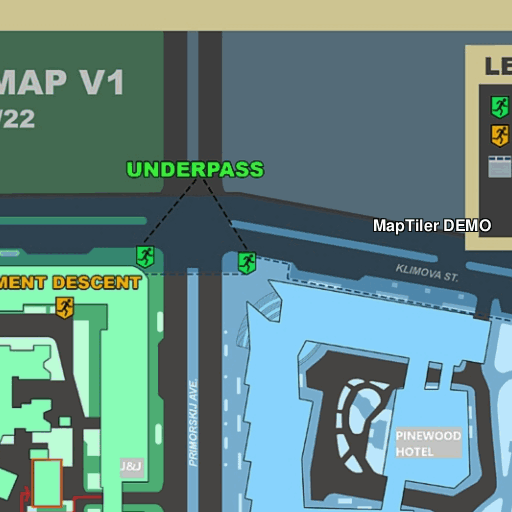 MAP V1
/22
LE
UNDERPASS
MapTiler DEMO
KLIMOVA ST.
MENT DESCENT
PRIMORSKIJ AVE.
PINEWOOD
HOTEL
J&J